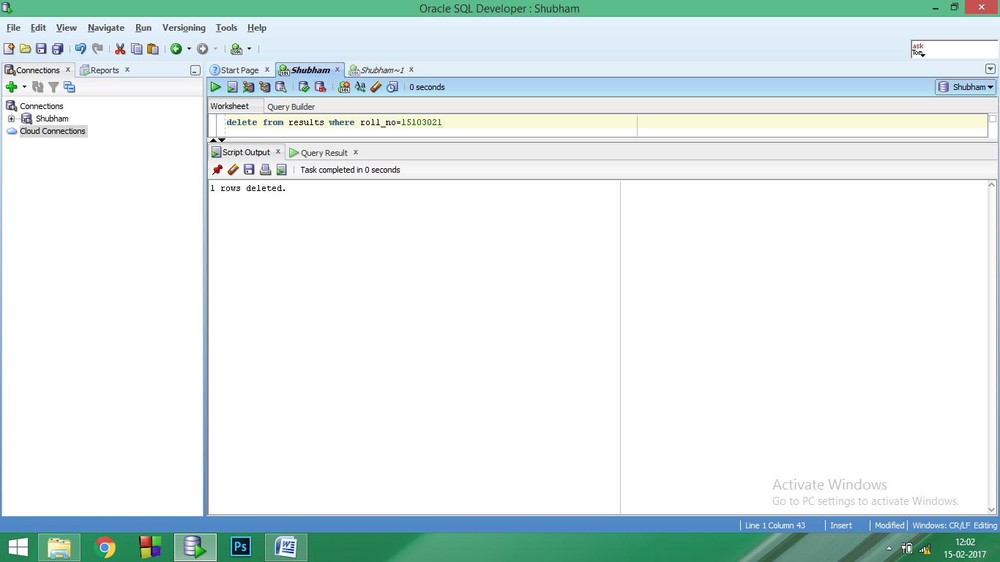 Oracle SQL Developer : Shubham
File Edit View Navigate Run Versioning Tools Help
ask
Tom
Connections x Reports x
Start Page x Shubham x Shubham~1 x
0 seconds
Shubham
Connections
Shubham
Cloud Connections
Worksheet Query Builder
delete from results where roll_no=15103021
Script Output x Query Result x
Task completed in 0 seconds
1 rows deleted.
Activate Windows
Go to PC settings to activate Windows.
Line 1 Column 43 Insert Modified Windows: CR/LF Editing
Ps
12:02
15-02-2017